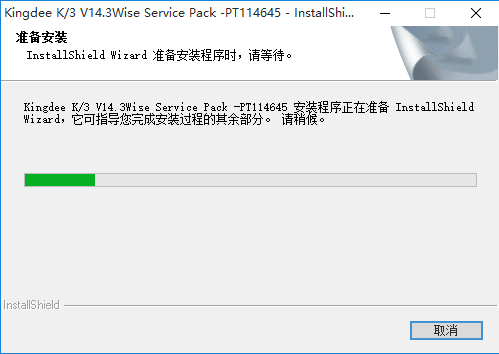 Kingdee K/3 V14.3Wise Service Pack -PT114645 - InstallShi...
准备安装
InstallShield Wizard 准备安装程序时，请等待。
Kingdee K/3 V14.3Wise Service Pack -PT114645 安装程序正在准备 InstallShield
Wizard，它可指导您完成安装过程的其余部分。 请稍候。
InstallShield
取消